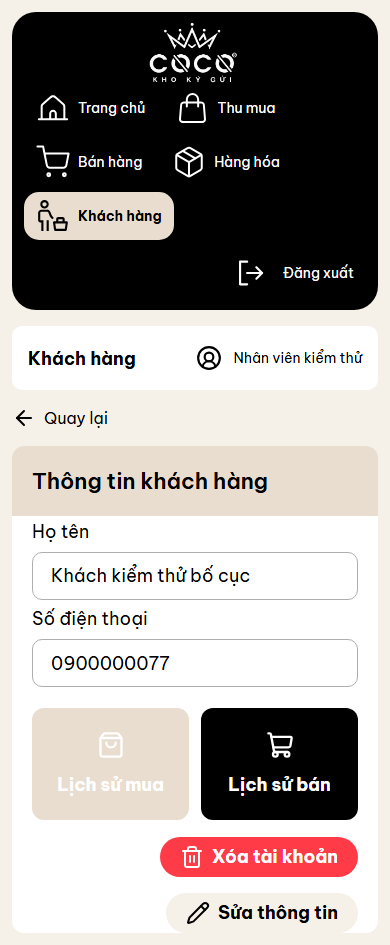 COCO®
KHO KÝ GỬI
Trang chủ
Thu mua
Bán hàng
Hàng hóa
Khách hàng
Đăng xuất
Khách hàng
Nhân viên kiểm thử
Quay lại
Thông tin khách hàng
Họ tên
Khách kiểm thử bố cục
Số điện thoại
0900000077
Lịch sử mua
Lịch sử bán
Xóa tài khoản
Sửa thông tin